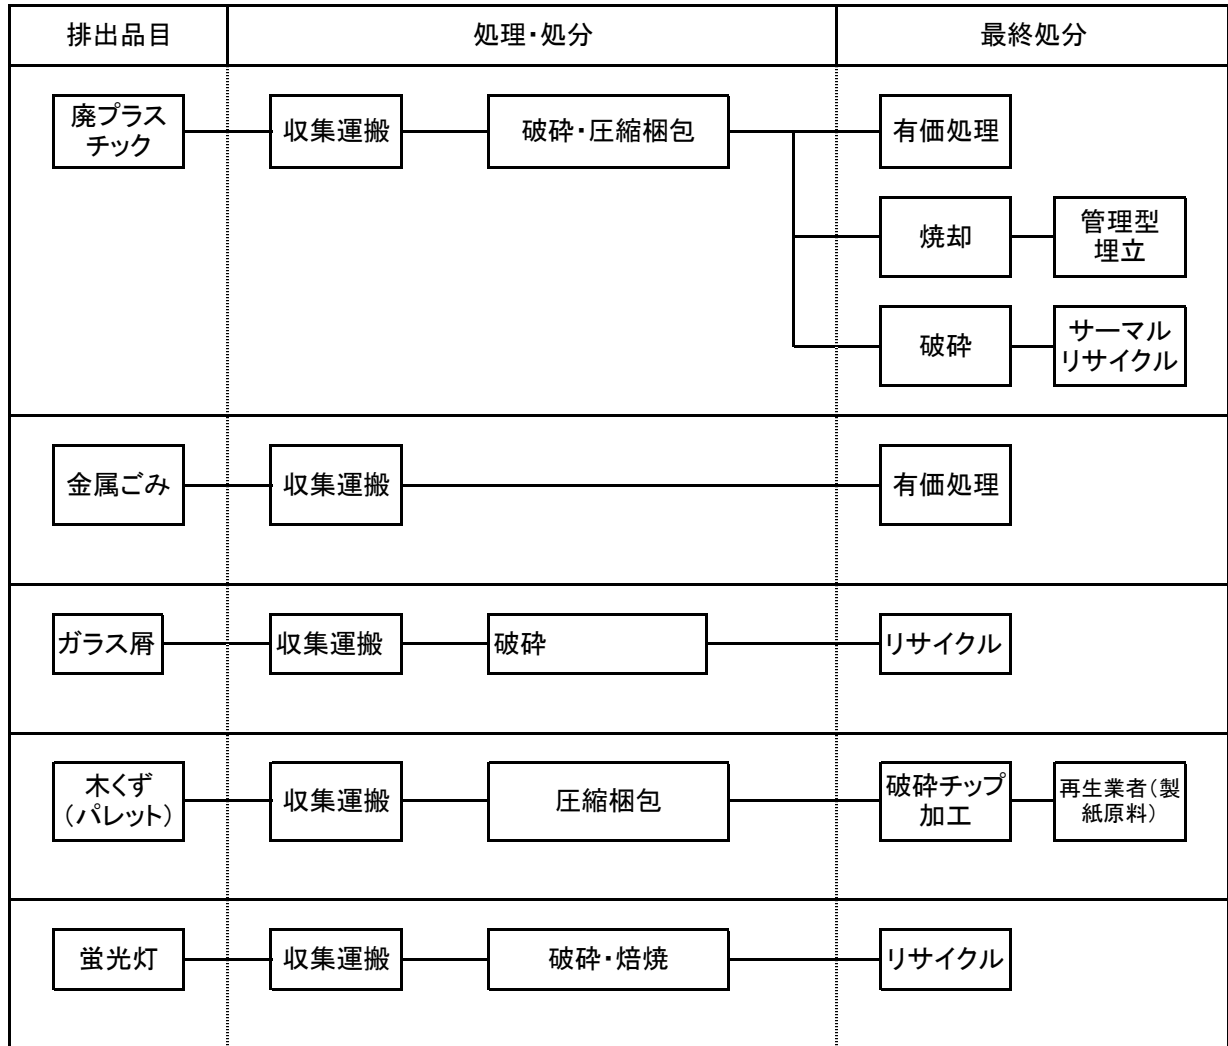 排出品目
処理・処分
最終処分
廃プラス
チック
収集運搬
破砕・圧縮梱包
有価処理
焼却
管理型
埋立
破砕
サーマル
リサイクル
金属ごみ
収集運搬
有価処理
ガラス屑
収集運搬
破砕
リサイクル
木くず
（パレット）
収集運搬
圧縮梱包
破砕チップ
加工
再生業者（製
紙原料）
蛍光灯
収集運搬
破砕・焙焼
リサイクル